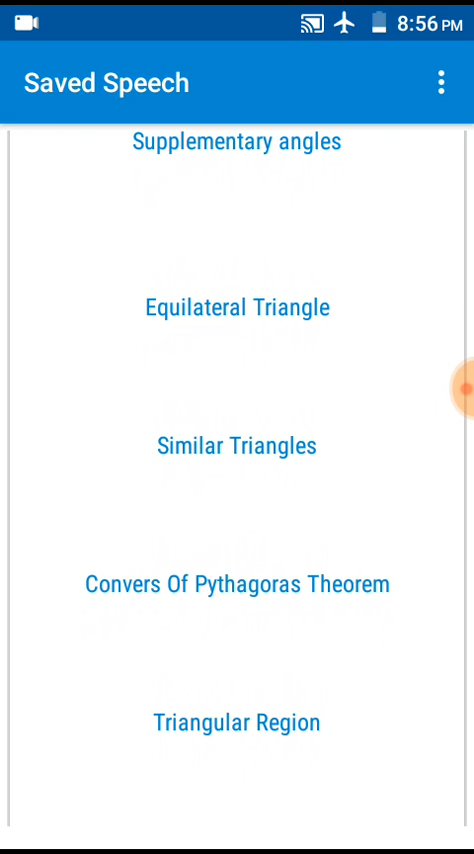 8:56 PM
Saved Speech
Supplementary angles
Equilateral Triangle
Similar Triangles
Convers Of Pythagoras Theorem
Triangular Region